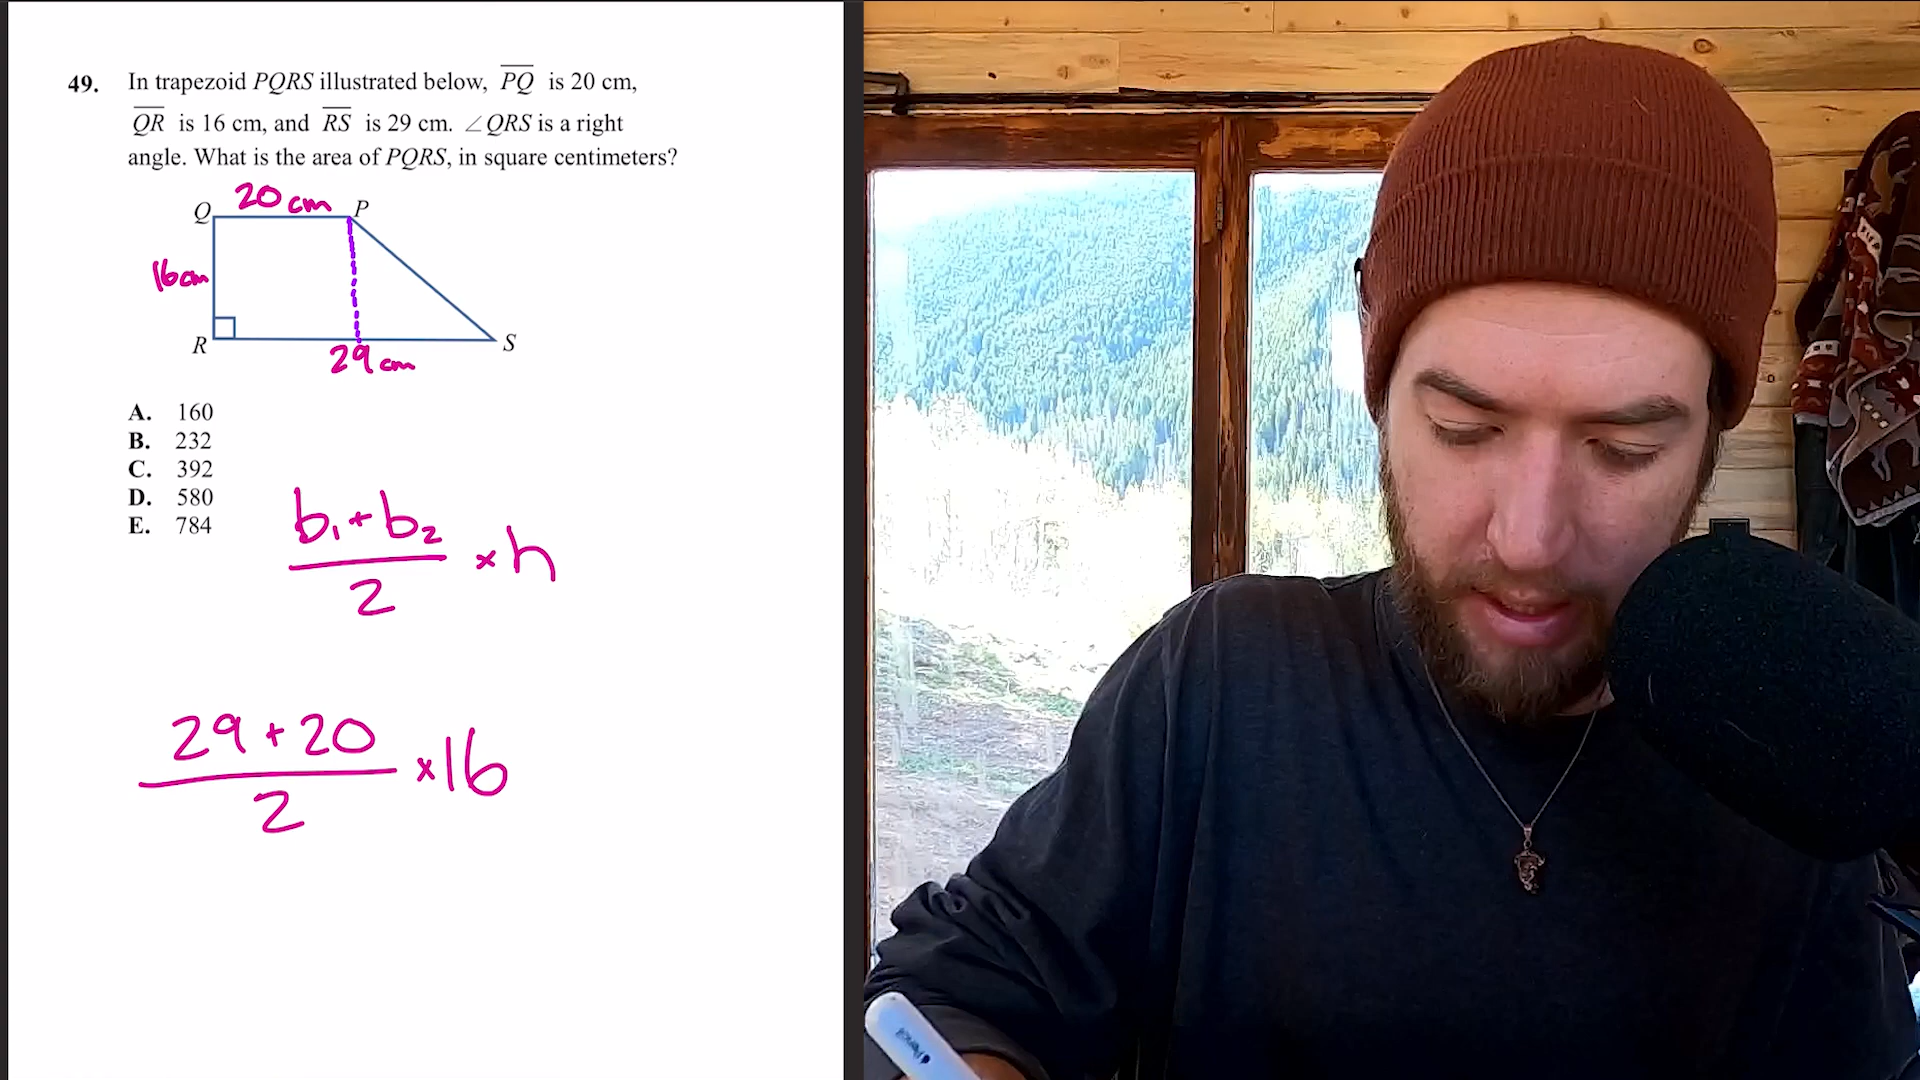 49. In trapezoid PQRS illustrated below, PQ is 20 cm,
QR is 16 cm, and RS is 29 cm. ∠QRS is a right
angle. What is the area of PQRS, in square centimeters?
20 cm
Q P
16cm
R S
29 cm
A. 160
B. 232
C. 392
D. 580
E. 784
b₁+b₂
2
×h
29+20
2
×16
Pencil